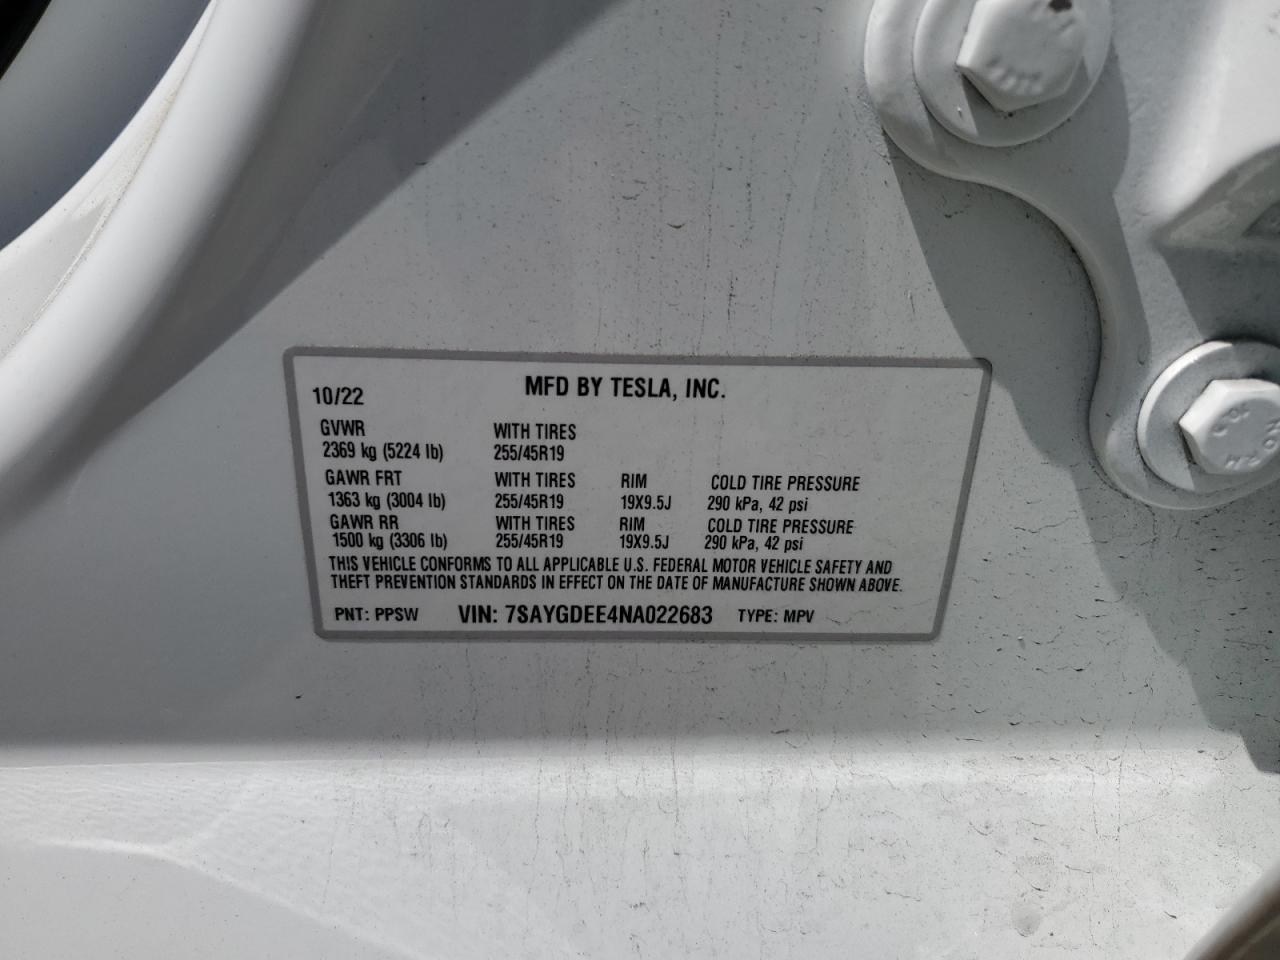 10/22 MFD BY TESLA, INC.
GVWR WITH TIRES
2369 kg (5224 lb) 255/45R19
GAWR FRT WITH TIRES RIM COLD TIRE PRESSURE
1363 kg (3004 lb) 255/45R19 19X9.5J 290 kPa, 42 psi
GAWR RR WITH TIRES RIM COLD TIRE PRESSURE
1500 kg (3306 lb) 255/45R19 19X9.5J 290 kPa, 42 psi
THIS VEHICLE CONFORMS TO ALL APPLICABLE U.S. FEDERAL MOTOR VEHICLE SAFETY AND
THEFT PREVENTION STANDARDS IN EFFECT ON THE DATE OF MANUFACTURE SHOWN ABOVE.
PNT: PPSW VIN: 7SAYGDEE4NA022683 TYPE: MPV